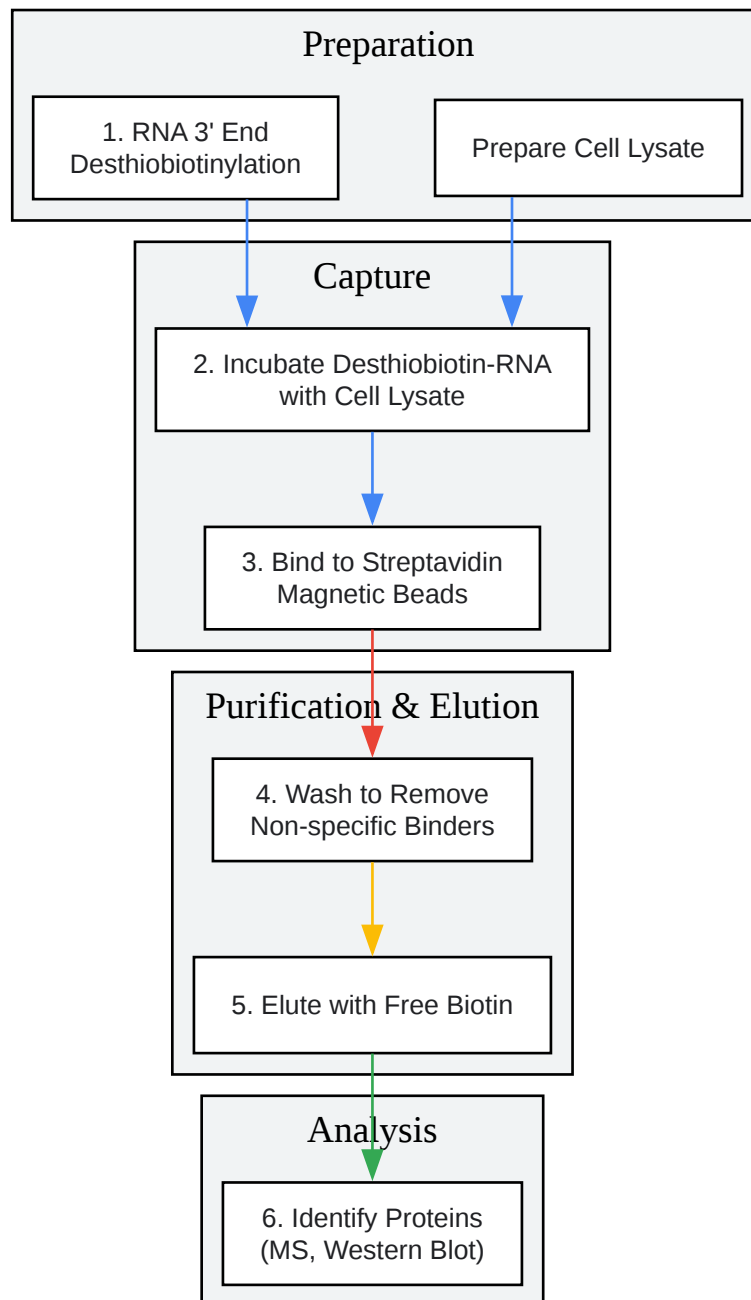 Preparation
1. RNA 3' End
Desthiobiotinylation
Prepare Cell Lysate
Capture
2. Incubate Desthiobiotin-RNA
with Cell Lysate
3. Bind to Streptavidin
Magnetic Beads
Purification & Elution
4. Wash to Remove
Non-specific Binders
5. Elute with Free Biotin
Analysis
6. Identify Proteins
(MS, Western Blot)